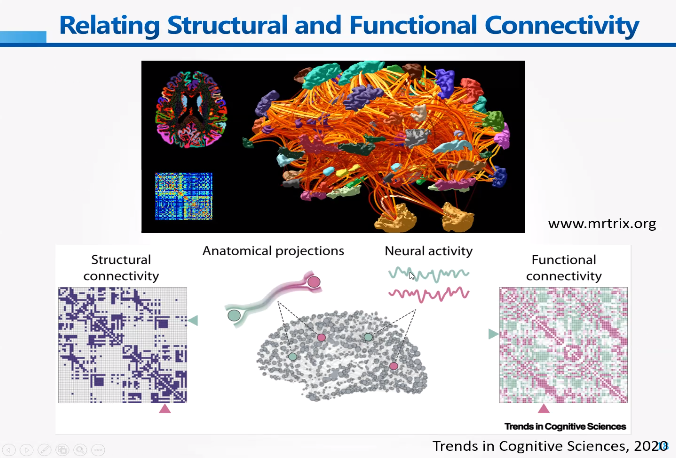 Relating Structural and Functional Connectivity
www.mrtrix.org
Structural
connectivity
Anatomical projections
Neural activity
Functional
connectivity
Trends in Cognitive Sciences
Trends in Cognitive Sciences, 2020